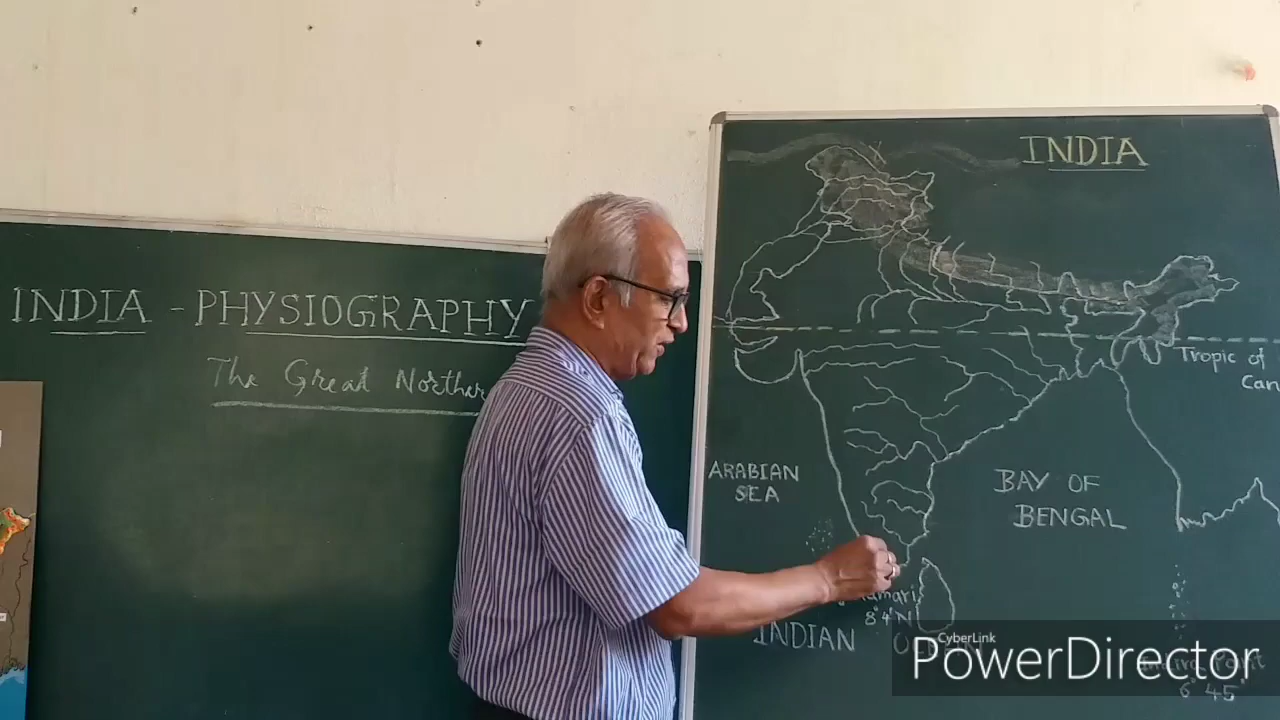 INDIA - PHYSIOGRAPHY
The Great Norther
INDIA
Tropic of
Can
ARABIAN
SEA
BAY OF
BENGAL
8°4'N
INDIAN
CyberLink
PowerDirector
Point
6° 45'